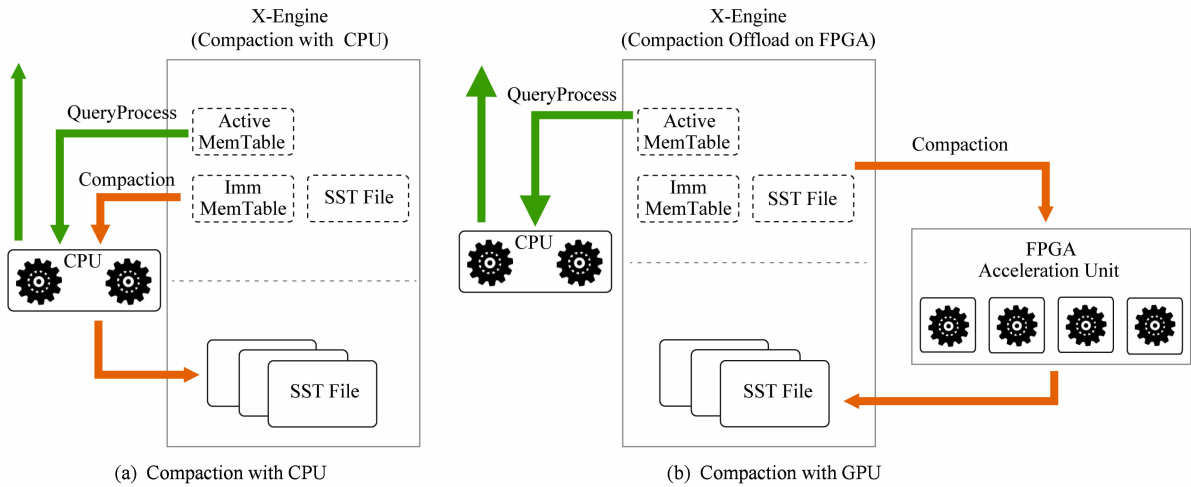 X-Engine
(Compaction with CPU)
QueryProcess
Active
MemTable
Compaction
Imm
MemTable
SST File
CPU
SST File
(a) Compaction with CPU
X-Engine
(Compaction Offload on FPGA)
QueryProcess
Active
MemTable
Compaction
Imm
MemTable
SST File
CPU
FPGA
Acceleration Unit
SST File
(b) Compaction with GPU